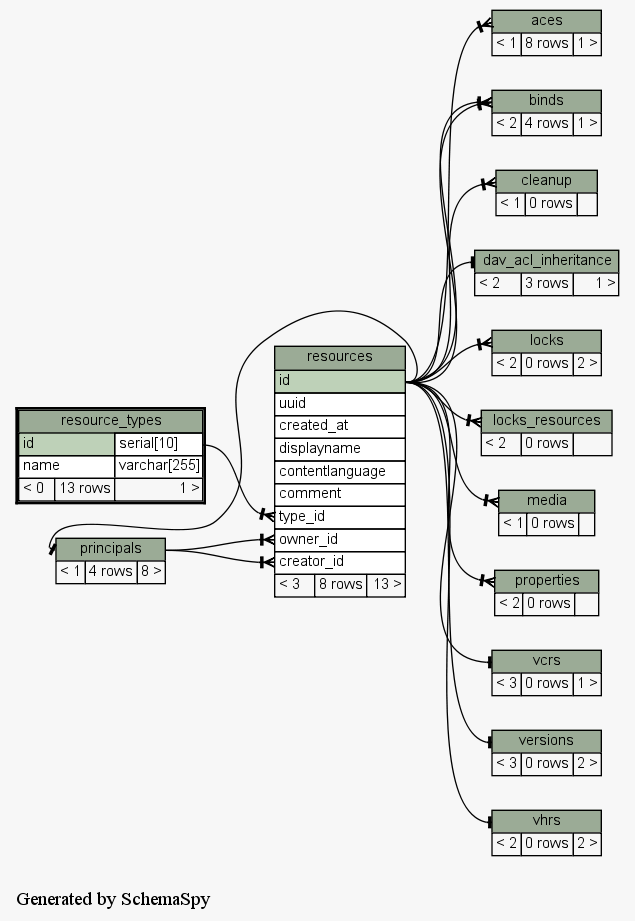 aces
< 1 8 rows 1 >
binds
< 2 4 rows 1 >
cleanup
< 1 0 rows
dav_acl_inheritance
< 2 3 rows 1 >
locks
< 2 0 rows 2 >
locks_resources
< 2 0 rows
media
< 1 0 rows
properties
< 2 0 rows
vcrs
< 3 0 rows 1 >
versions
< 3 0 rows 2 >
vhrs
< 2 0 rows 2 >
resources
id
uuid
created_at
displayname
contentlanguage
comment
type_id
owner_id
creator_id
< 3 8 rows 13 >
resource_types
id serial[10]
name varchar[255]
< 0 13 rows 1 >
principals
< 1 4 rows 8 >
Generated by SchemaSpy